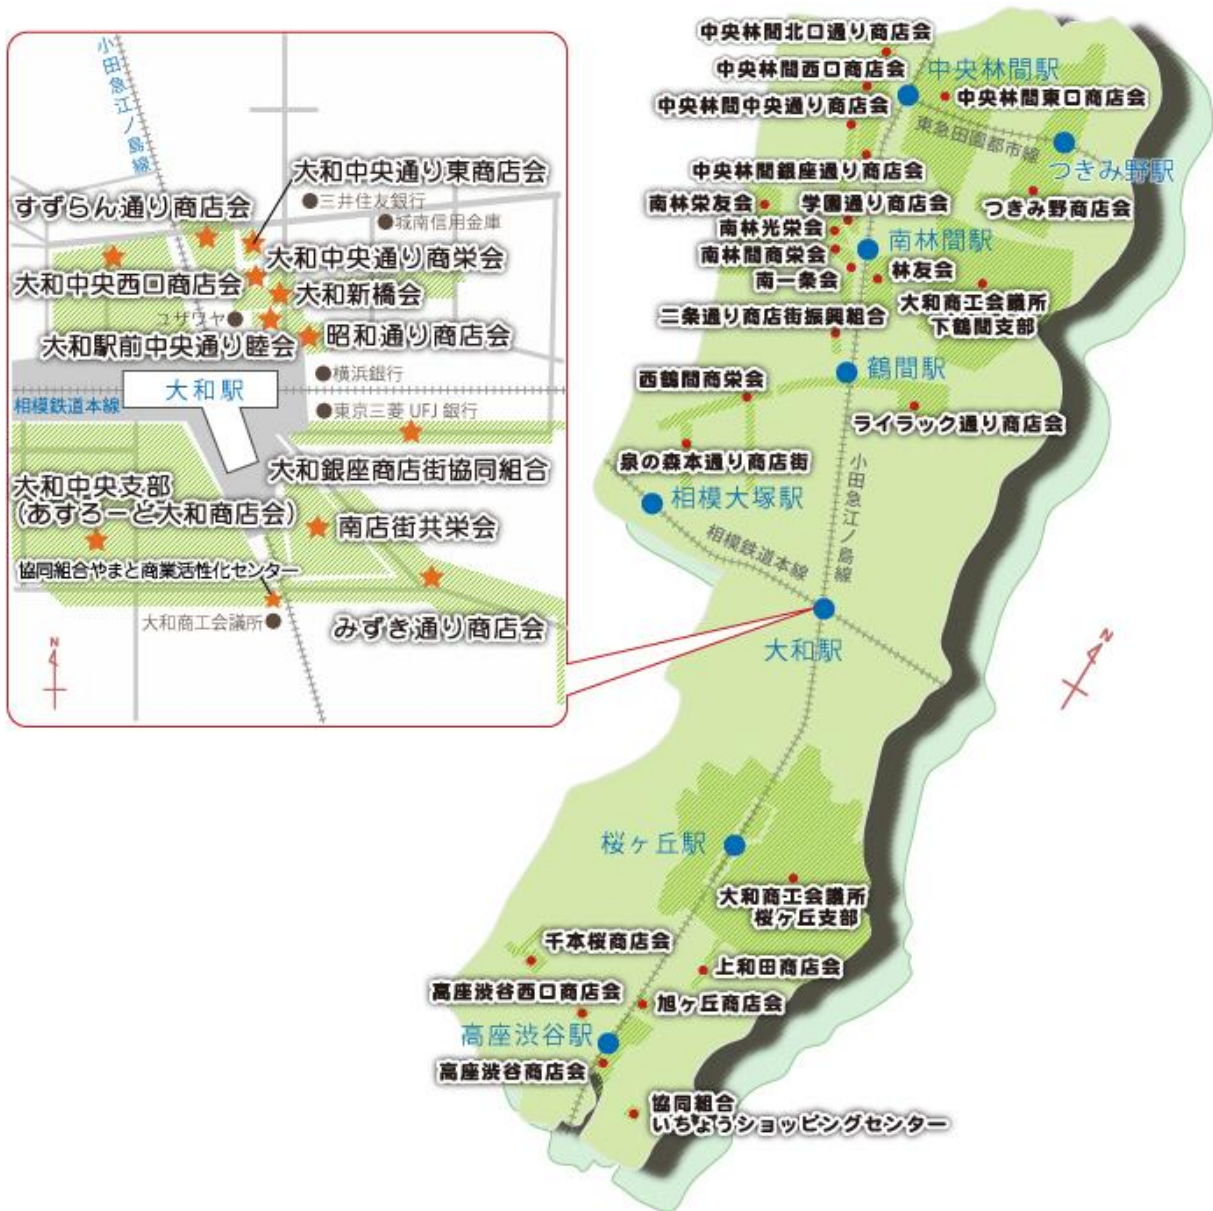 小田急江ノ島線
大和中央通り東商店会
●三井住友銀行
●城南信用金庫
すずらん通り商店会
大和中央通り商栄会
大和中央西口商店会
大和新橋会
ユザワヤ●
昭和通り商店会
大和駅前中央通り睦会
●横浜銀行
大和駅
相模鉄道本線
●東京三菱 UFJ 銀行
大和銀座商店街協同組合
大和中央支部
(あすろーど大和商店会)
南店街共栄会
協同組合やまと商業活性化センター
大和商工会議所●
みずき通り商店会
N
中央林間北口通り商店会
中央林間西口商店会
中央林間駅
中央林間中央通り商店会
中央林間東口商店会
東急田園都市線
つきみ野駅
中央林間銀座通り商店会
南林栄友会
学園通り商店会
つきみ野商店会
南林光栄会
南林間駅
南林間商栄会
林友会
南一条会
大和商工会議所
下鶴間支部
二条通り商店街振興組合
鶴間駅
西鶴間商栄会
ライラック通り商店会
泉の森本通り商店街
小田急江ノ島線
相模大塚駅
相模鉄道本線
大和駅
N
桜ヶ丘駅
大和商工会議所
桜ヶ丘支部
千本桜商店会
上和田商店会
高座渋谷西口商店会
旭ヶ丘商店会
高座渋谷駅
高座渋谷商店会
協同組合
いちょうショッピングセンター